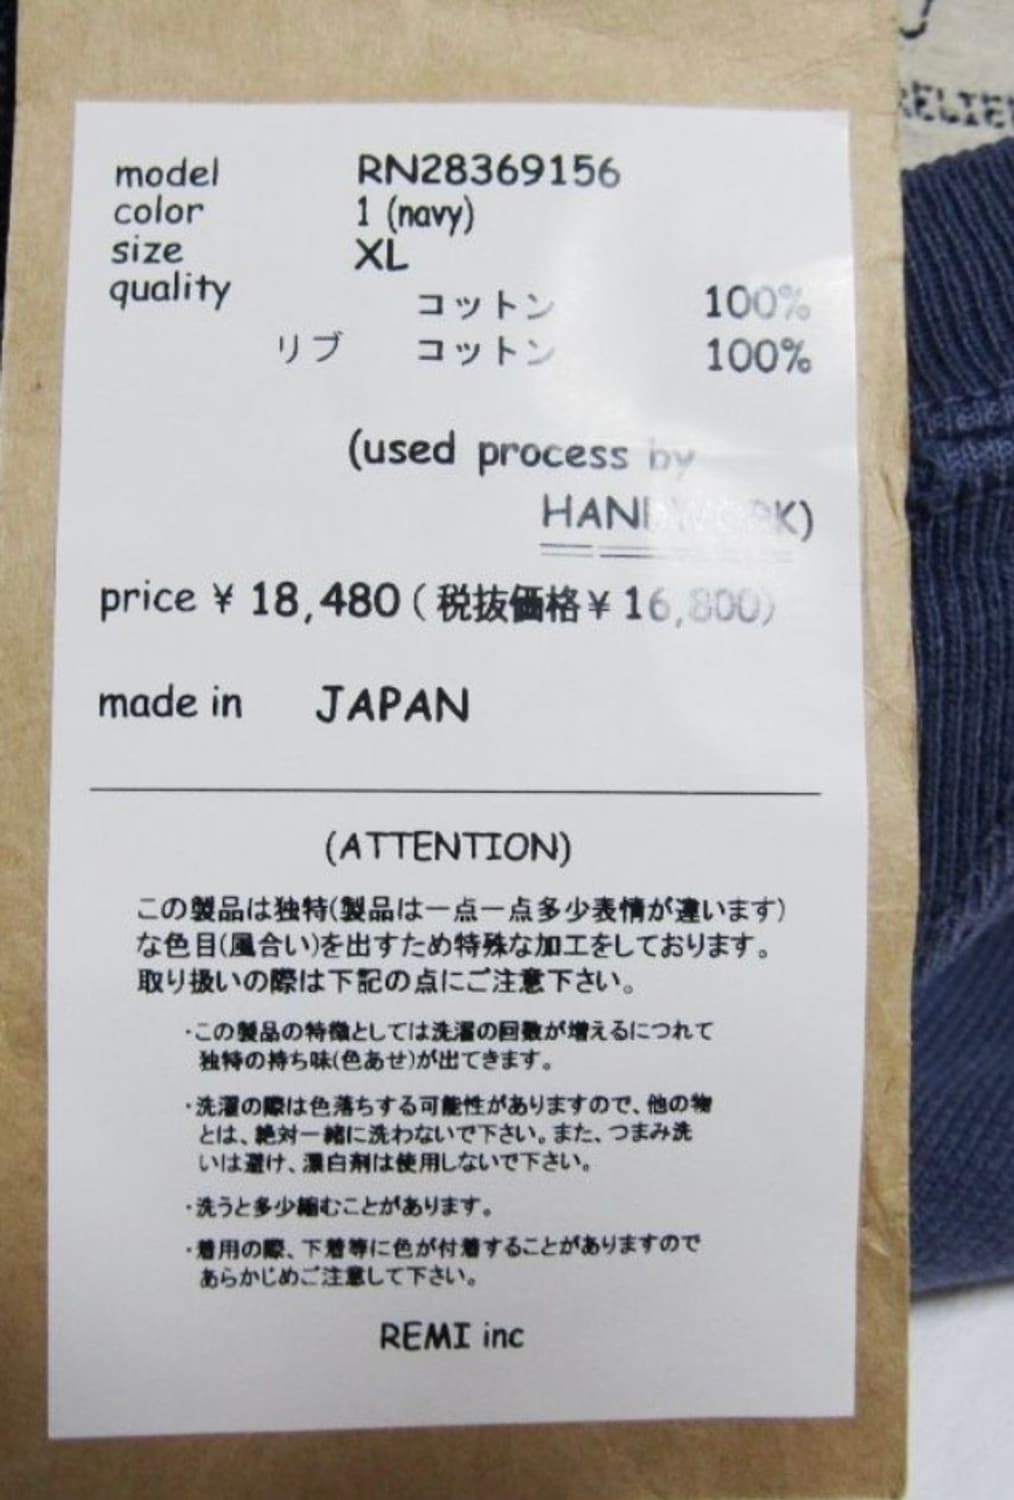 RELIEF
model RN28369156
color 1 (navy)
size XL
quality
コットン 100%
リブ コットン 100%
(used process by
HANDWORK)
price ¥ 18,480 ( 税抜価格 ¥ 16,800)
made in JAPAN
(ATTENTION)
この製品は独特(製品は一点一点多少表情が違います)
な色目(風合い)を出すため特殊な加工をしております。
取り扱いの際は下記の点にご注意下さい。
・この製品の特徴としては洗濯の回数が増えるにつれて
独特の持ち味(色あせ)が出てきます。
・洗濯の際は色落ちする可能性がありますので、他の物
とは、絶対一緒に洗わないで下さい。また、つまみ洗
いは避け、漂白剤は使用しないで下さい。
・洗うと多少縮むことがあります。
・着用の際、下着等に色が付着することがありますので
あらかじめご注意して下さい。
REMI inc